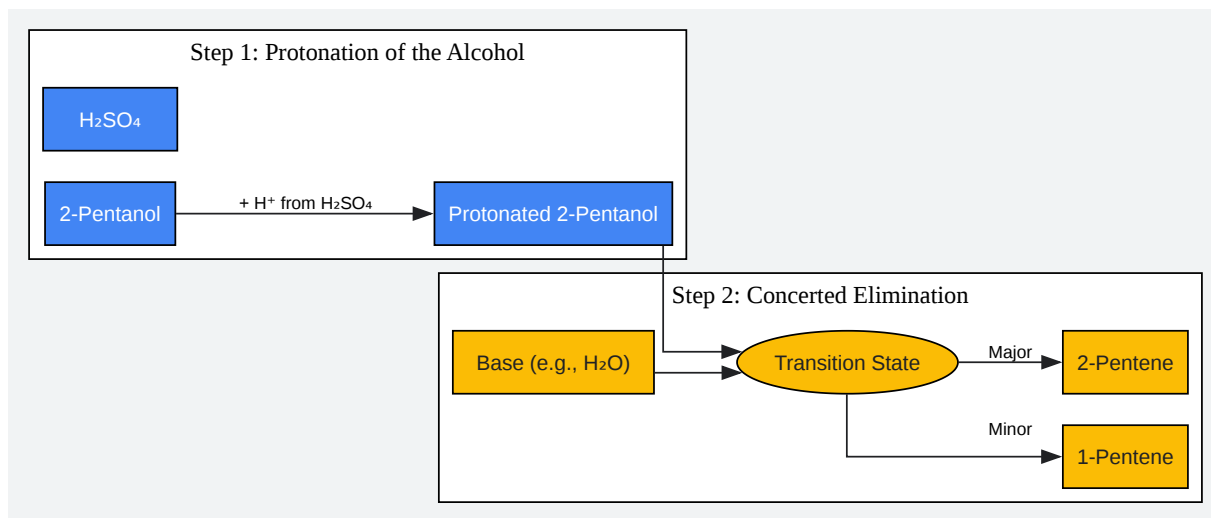 Step 1: Protonation of the Alcohol
H₂SO₄
2-Pentanol
+ H⁺ from H₂SO₄
Protonated 2-Pentanol
Step 2: Concerted Elimination
Base (e.g., H₂O)
Transition State
Major
2-Pentene
Minor
1-Pentene